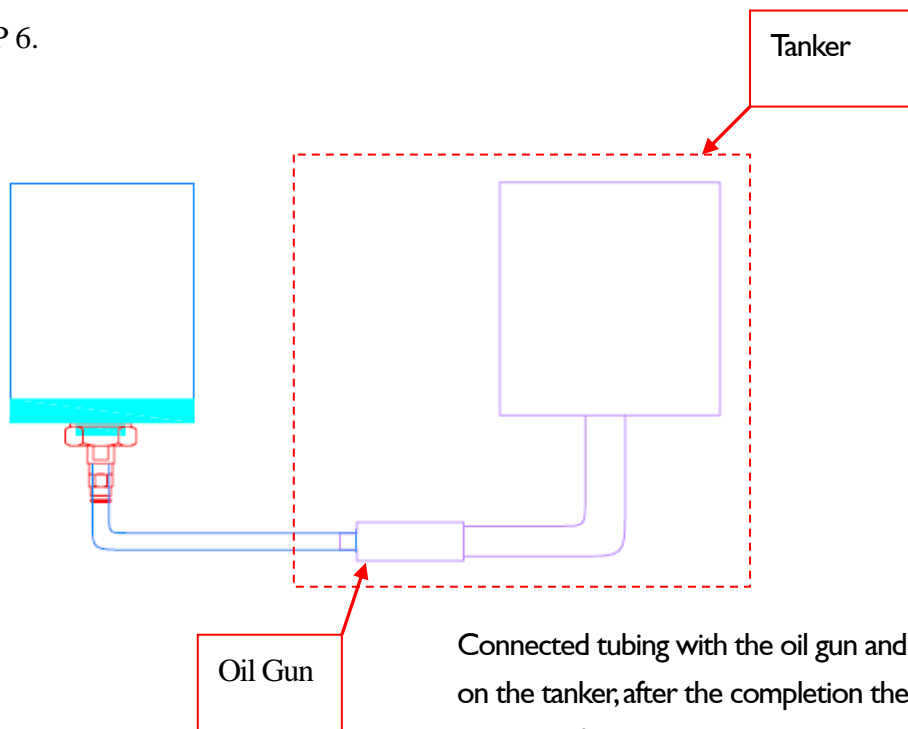 P 6.
Tanker
Oil Gun
Connected tubing with the oil gun and
on the tanker, after the completion the